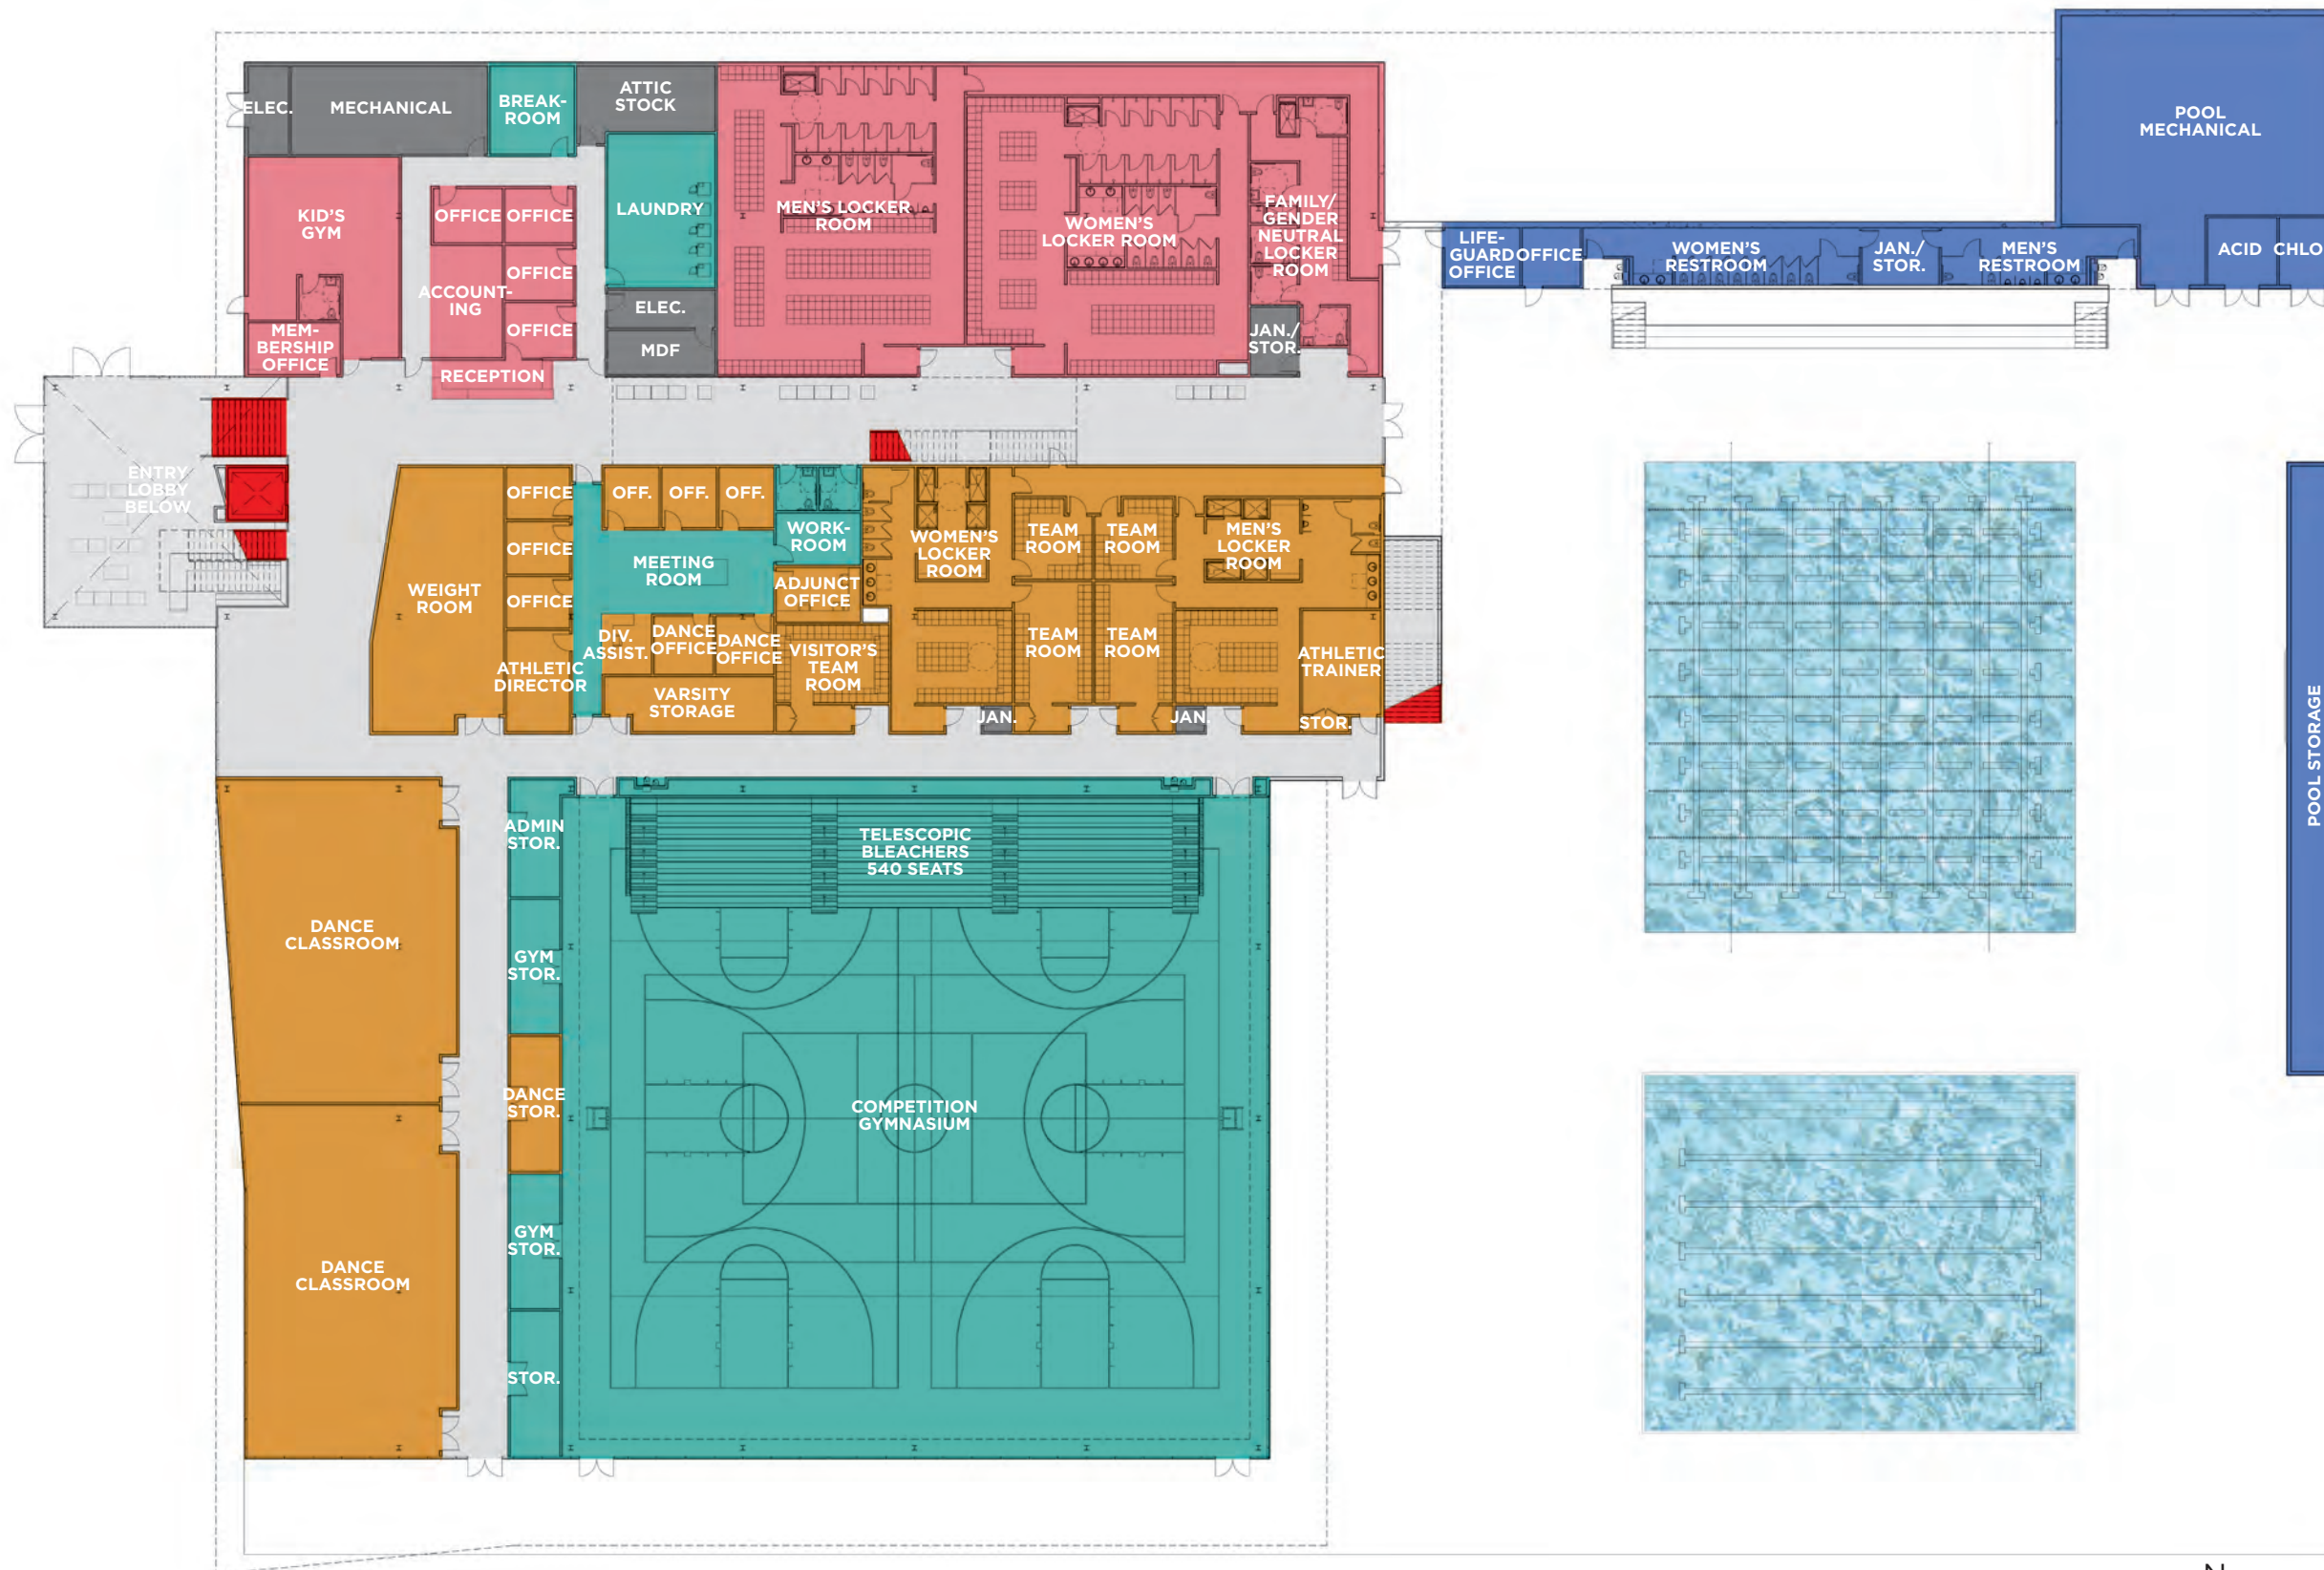 POOL
MECHANICAL
ELEC.
MECHANICAL
BREAK-
ROOM
ATTIC
STOCK
KID'S
GYM
OFFICE
OFFICE
LAUNDRY
MEN'S LOCKER
ROOM
WOMEN'S
LOCKER ROOM
FAMILY/
GENDER
NEUTRAL
LOCKER
ROOM
LIFE-
GUARD
OFFICE
OFFICE
WOMEN'S
RESTROOM
JAN./
STOR.
MEN'S
RESTROOM
ACID
CHLO
OFFICE
ACCOUNT-
ING
OFFICE
ELEC.
MDF
JAN./
STOR.
MEM-
BERSHIP
OFFICE
RECEPTION
ENTRY
LOBBY
BELOW
WEIGHT
ROOM
OFFICE
OFFICE
OFFICE
ATHLETIC
DIRECTOR
OFF.
OFF.
OFF.
MEETING
ROOM
WORK-
ROOM
ADJUNCT
OFFICE
DIV.
ASSIST.
DANCE
OFFICE
DANCE
OFFICE
VISITOR'S
TEAM
ROOM
VARSITY
STORAGE
WOMEN'S
LOCKER
ROOM
TEAM
ROOM
TEAM
ROOM
MEN'S
LOCKER
ROOM
TEAM
ROOM
TEAM
ROOM
ATHLETIC
TRAINER
JAN.
JAN.
STOR.
POOL STORAGE
ADMIN
STOR.
TELESCOPIC
BLEACHERS
540 SEATS
DANCE
CLASSROOM
GYM
STOR.
DANCE
STOR.
COMPETITION
GYMNASIUM
GYM
STOR.
DANCE
CLASSROOM
STOR.
N